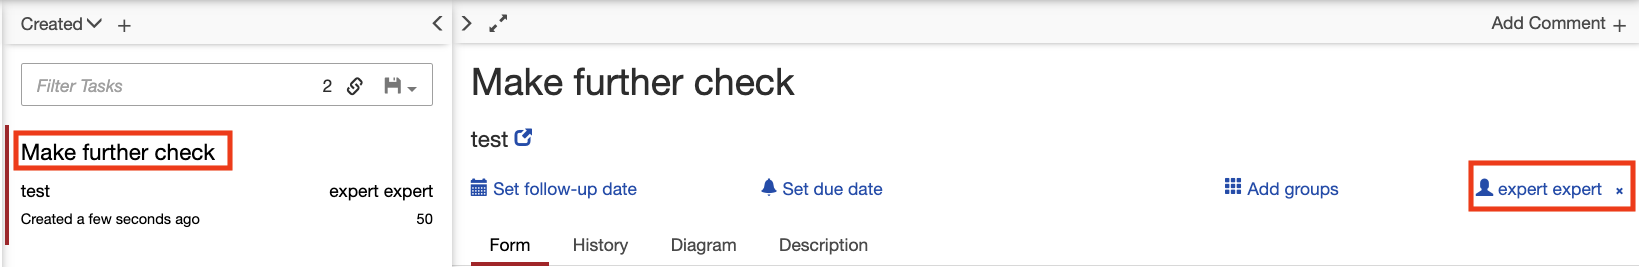 Created +
Add Comment +
Filter Tasks 2
Make further check
test expert expert
Created a few seconds ago 50
Make further check
test
Set follow-up date Set due date Add groups expert expert ×
Form History Diagram Description